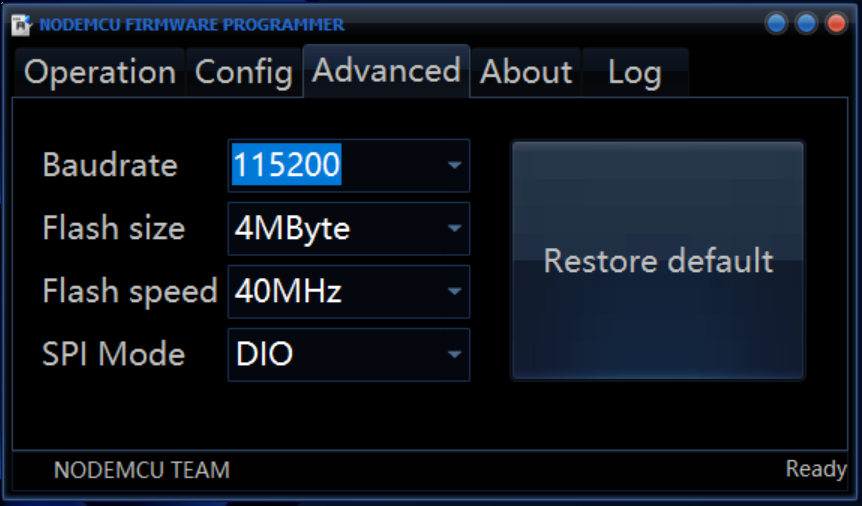 NODEMCU FIRMWARE PROGRAMMER
Operation Config Advanced About Log
Baudrate 115200
Flash size 4MByte
Flash speed 40MHz
SPI Mode DIO
Restore default
NODEMCU TEAM Ready